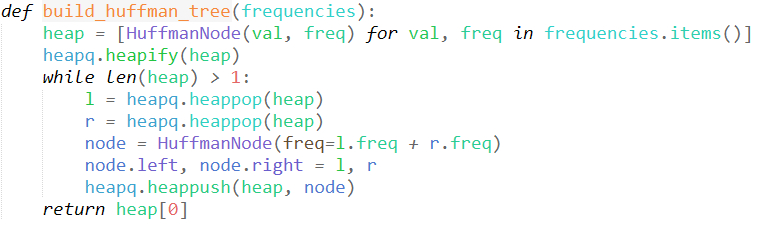 def build_huffman_tree(frequencies):
    heap = [HuffmanNode(val, freq) for val, freq in frequencies.items()]
    heapq.heapify(heap)
    while len(heap) > 1:
        l = heapq.heappop(heap)
        r = heapq.heappop(heap)
        node = HuffmanNode(freq=l.freq + r.freq)
        node.left, node.right = l, r
        heapq.heappush(heap, node)
    return heap[0]